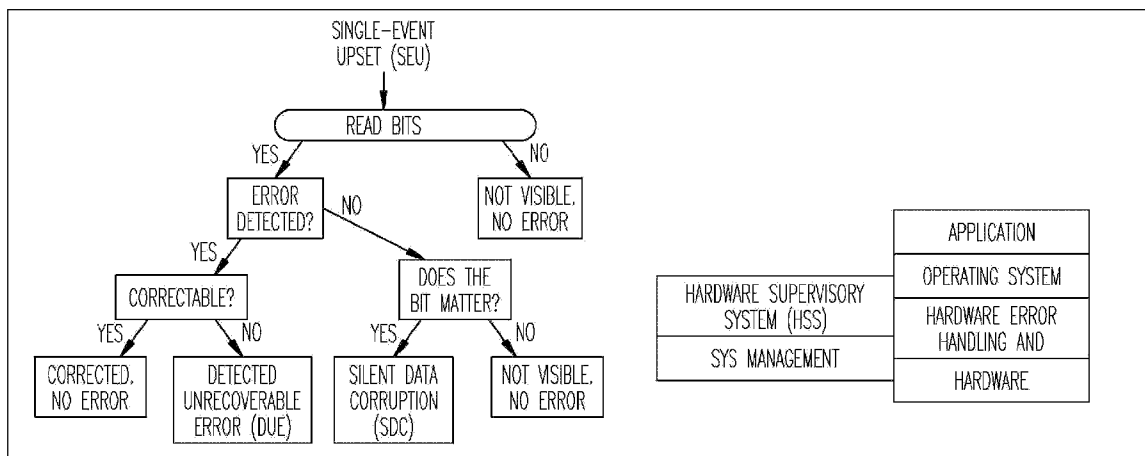 SINGLE-EVENT
UPSET (SEU)
READ BITS
YES
NO
ERROR
DETECTED?
NOT VISIBLE,
NO ERROR
YES
NO
CORRECTABLE?
DOES THE
BIT MATTER?
YES
NO
YES
NO
CORRECTED,
NO ERROR
DETECTED
UNRECOVERABLE
ERROR (DUE)
SILENT DATA
CORRUPTION
(SDC)
NOT VISIBLE,
NO ERROR
HARDWARE SUPERVISORY
SYSTEM (HSS)
SYS MANAGEMENT
APPLICATION
OPERATING SYSTEM
HARDWARE ERROR
HANDLING AND
HARDWARE